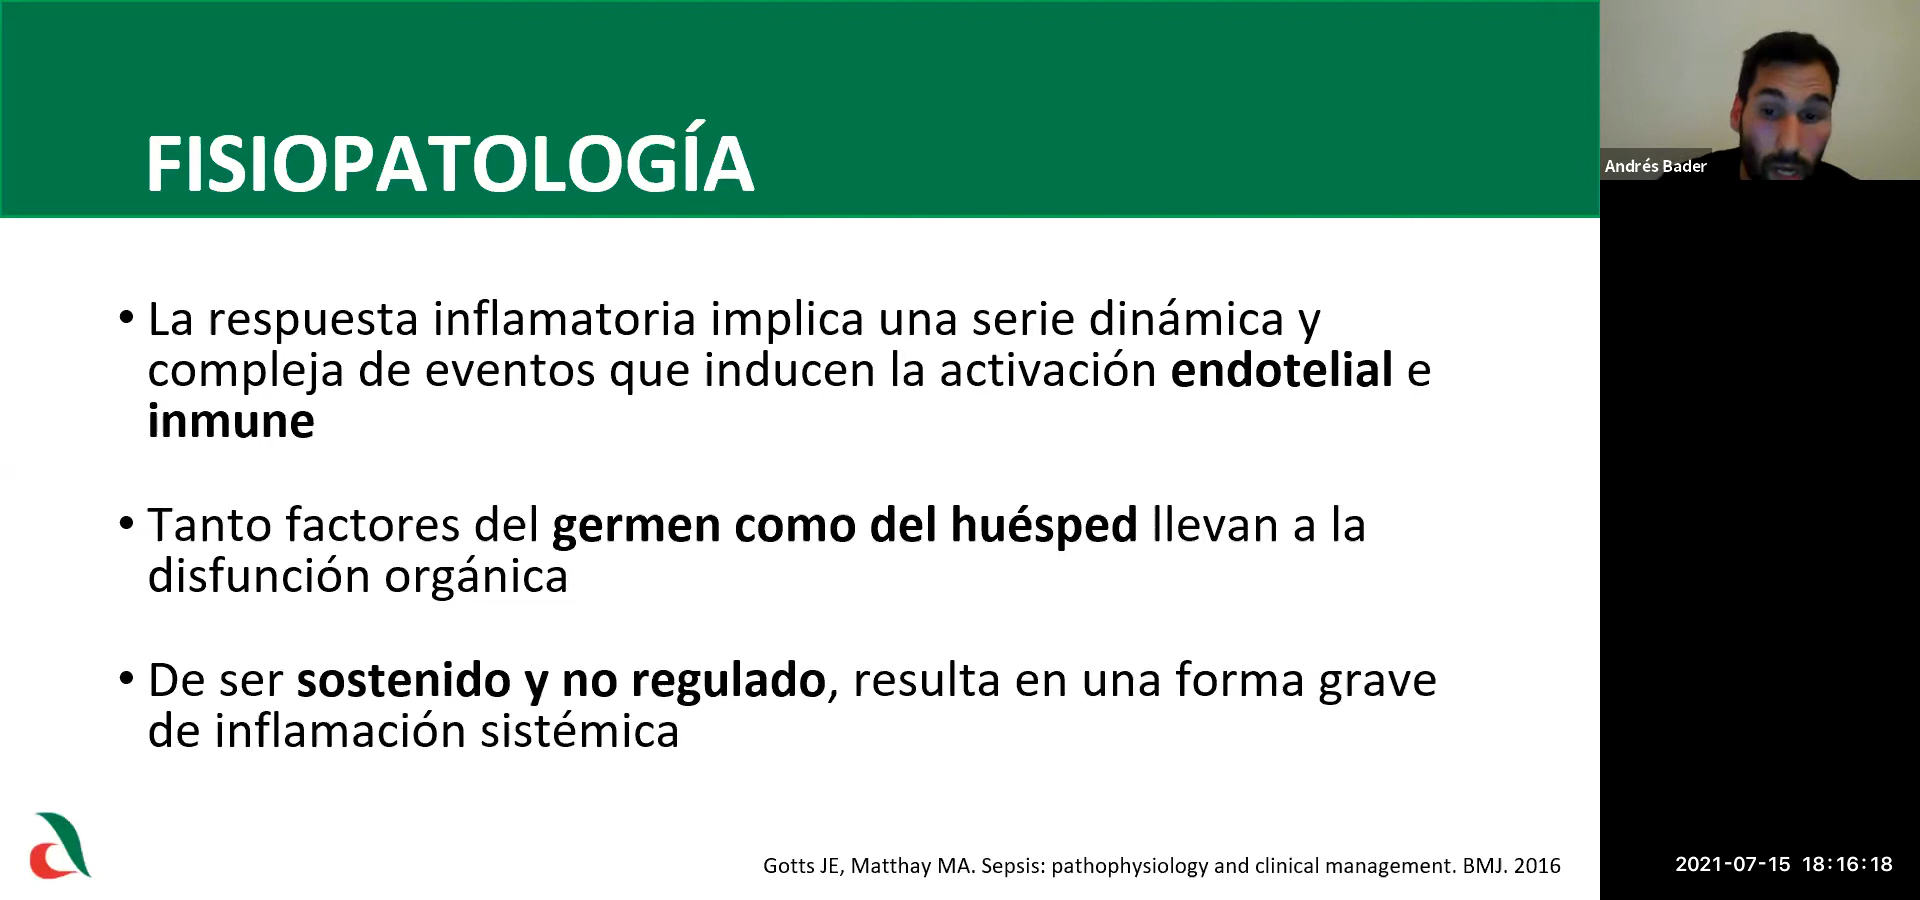 FISIOPATOLOGÍA
Andrés Bader
• La respuesta inflamatoria implica una serie dinámica y
compleja de eventos que inducen la activación endotelial e
inmune
• Tanto factores del germen como del huésped llevan a la
disfunción orgánica
• De ser sostenido y no regulado, resulta en una forma grave
de inflamación sistémica
Gotts JE, Matthay MA. Sepsis: pathophysiology and clinical management. BMJ. 2016
2021-07-15 18:16:18